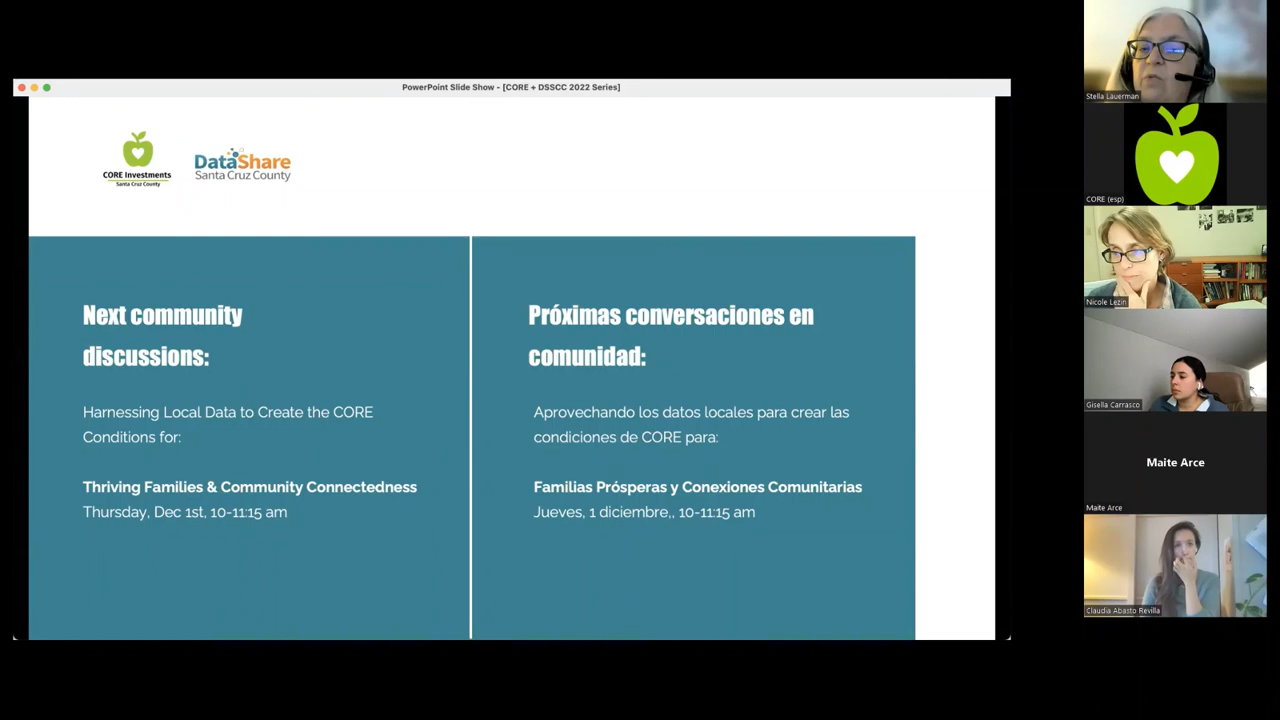 PowerPoint Slide Show - [CORE + DSSCC 2022 Series]
CORE Investments
Santa Cruz County
DataShare
Santa Cruz County
Next community
discussions:
Harnessing Local Data to Create the CORE
Conditions for:
Thriving Families & Community Connectedness
Thursday, Dec 1st, 10-11:15 am
Próximas conversaciones en
comunidad:
Aprovechando los datos locales para crear las
condiciones de CORE para:
Familias Prósperas y Conexiones Comunitarias
Jueves, 1 diciembre,, 10-11:15 am
Stella Lauerman
CORE (esp)
Nicole Lezin
Gisella Carrasco
Maite Arce
Maite Arce
Claudia Abasto Revilla